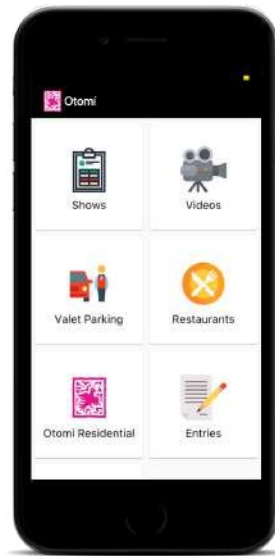 Otomi
Shows
Videos
Valet Parking
Restaurants
Otomi Residential
Entries